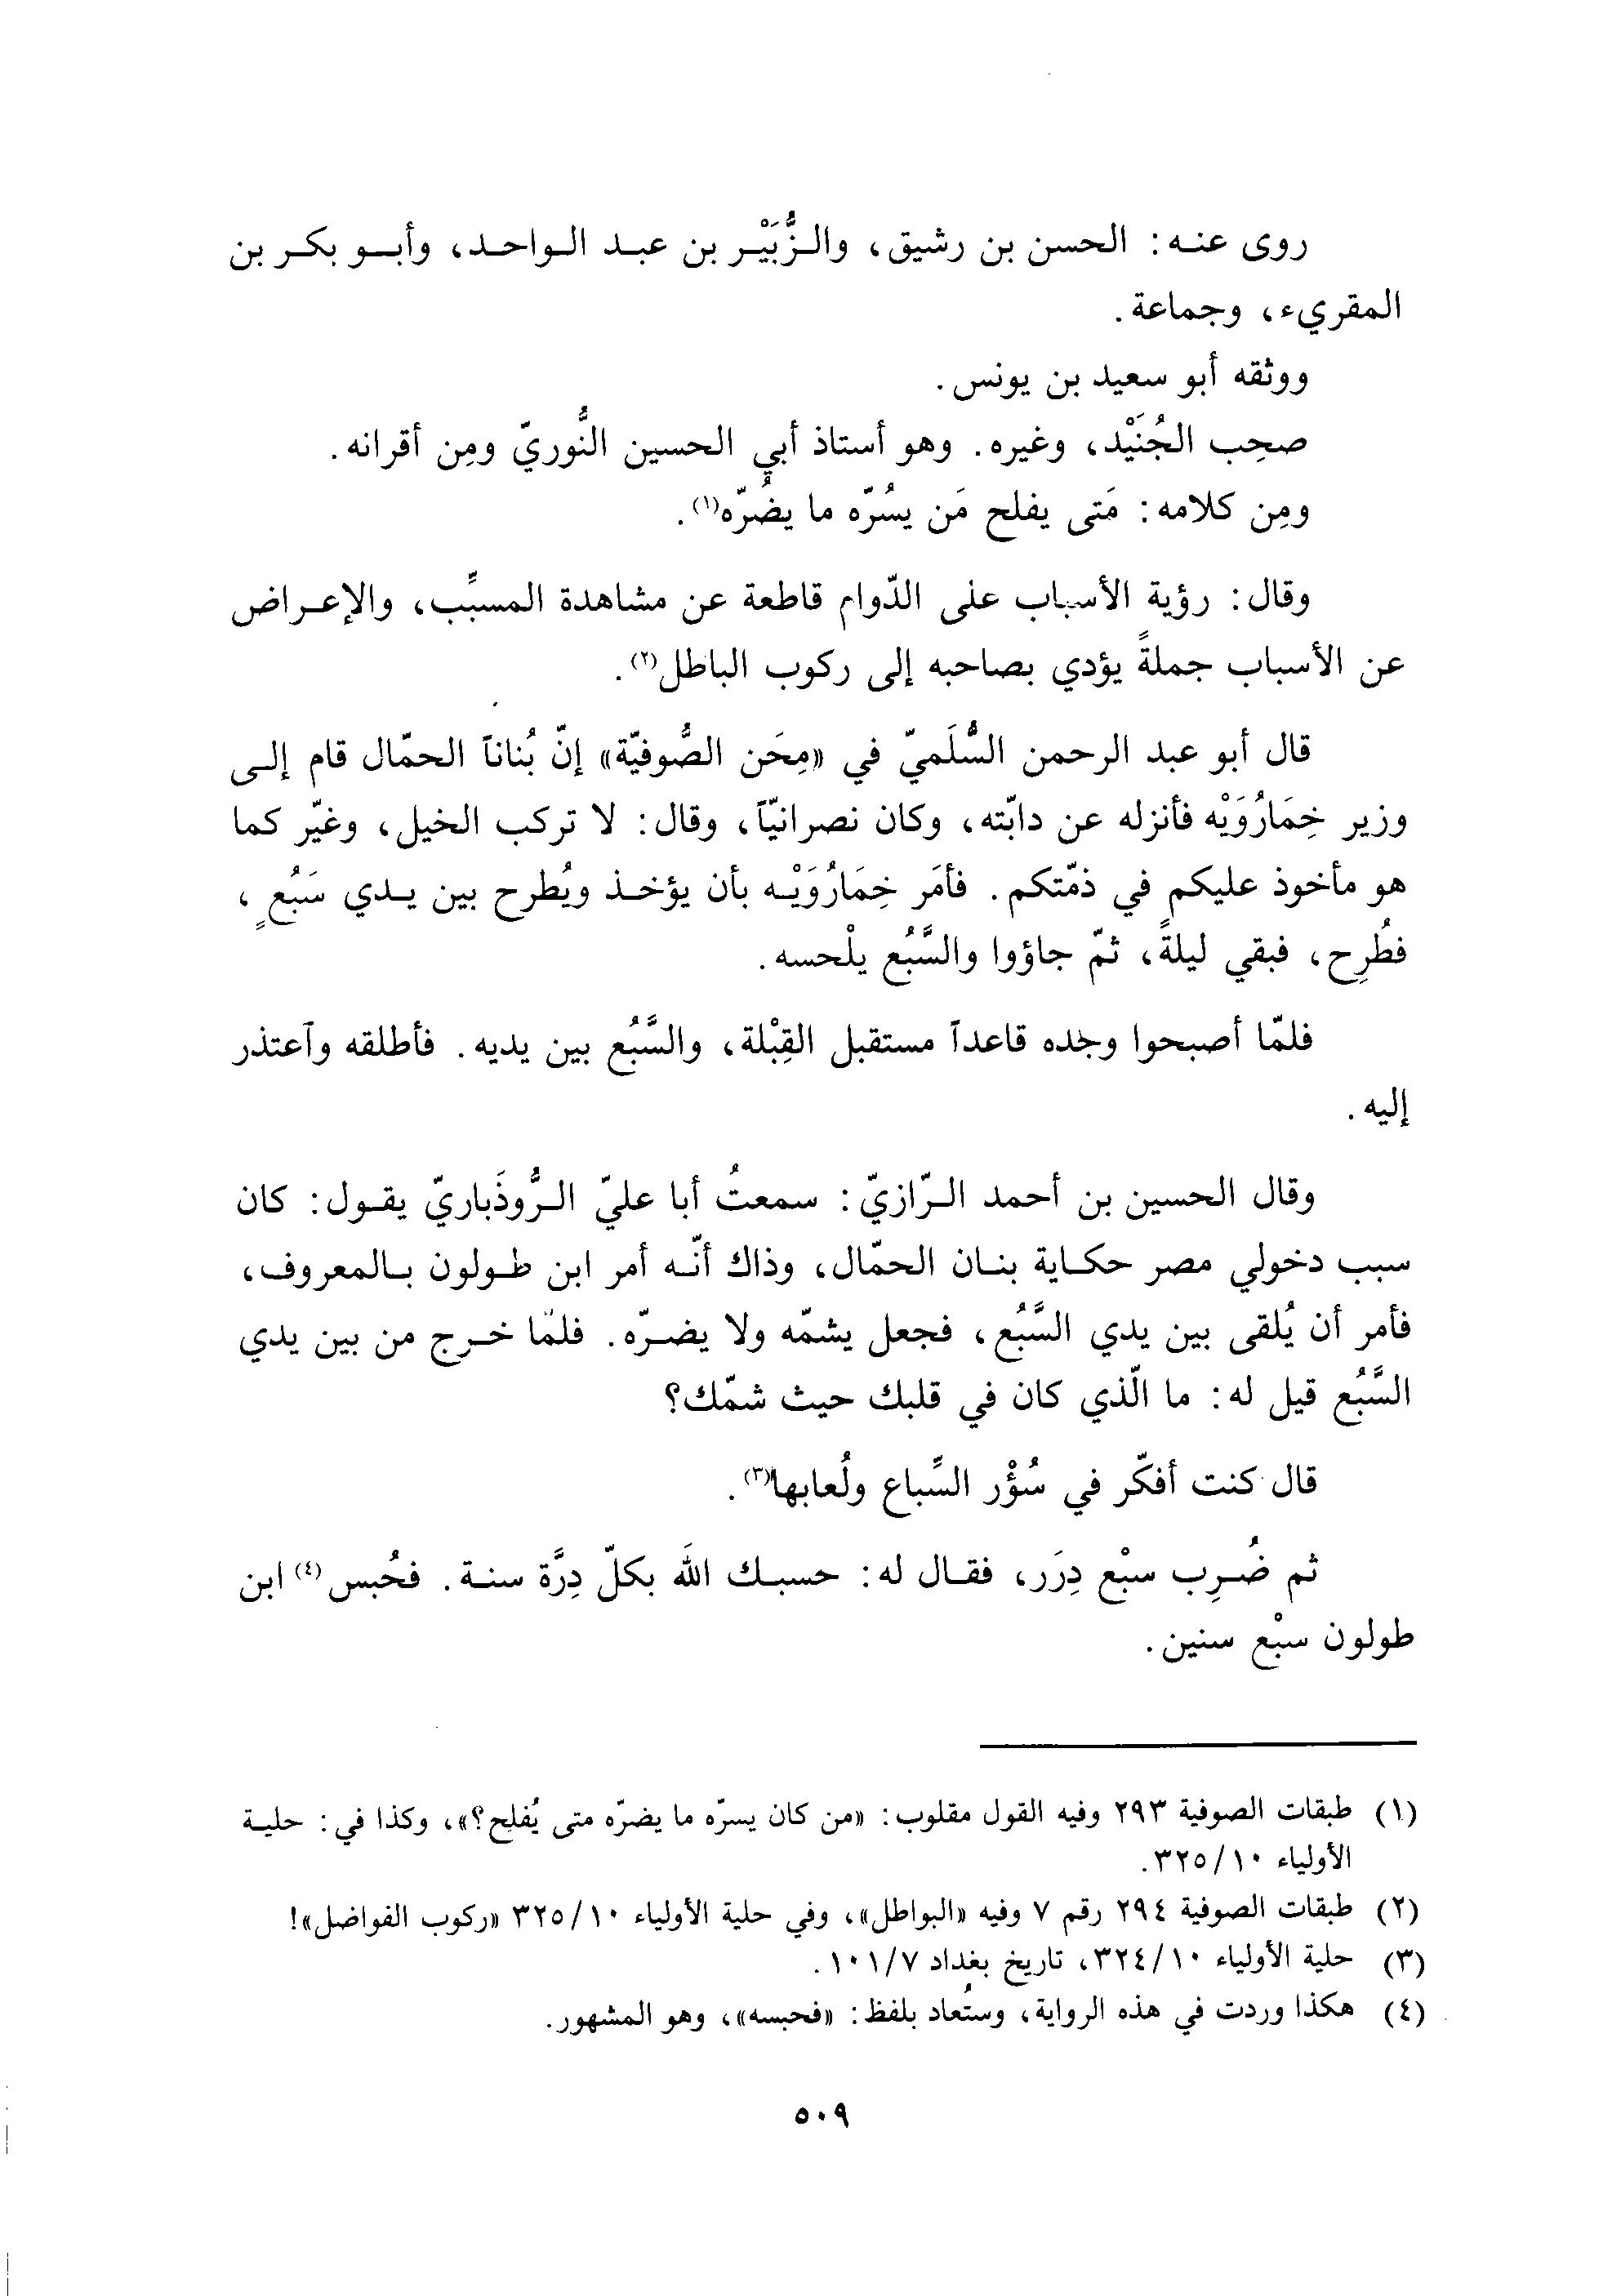 روى عنه: الحسن بن رشيق، والزُّبَيْر بن عبد الواحد، وأبو بكر بن
المقريء، وجماعة.
ووثقه أبو سعيد بن يونس.
صحِب الجُنَيْد، وغيره. وهو أستاذ أبي الحسين النُّوريّ ومِن أقرانه.
ومِن كلامه: مَتى يفلح مَن يسُرّه ما يضُرّه(١).
وقال: رؤية الأسباب على الدّوام قاطعة عن مشاهدة المسبِّب، والإعراض
عن الأسباب جملةً يؤدي بصاحبه إلى ركوب الباطل(٢).
قال أبو عبد الرحمن السُّلَميّ في «مِحَن الصُّوفيّة» إنّ بُناناً الحمّال قام إلى
وزير خِمَارُوَيْه فأنزله عن دابّته، وكان نصرانيّاً، وقال: لا تركب الخيل، وغيّر كما
هو مأخوذ عليكم في ذمّتكم. فأمَر خِمَارُوَيْه بأن يؤخذ ويُطرح بين يدي سَبُعٍ،
فطُرِح، فبقي ليلةً، ثمّ جاؤوا والسَّبُع يلْحسه.
فلمّا أصبحوا وجده قاعداً مستقبل القِبْلة، والسَّبُع بين يديه. فأطلقه وآعتذر
إليه.
وقال الحسين بن أحمد الرّازيّ: سمعتُ أبا عليّ الرُّوذَباريّ يقول: كان
سبب دخولي مصر حكاية بنان الحمّال، وذاك أنّه أمر ابن طولون بالمعروف،
فأمر أن يُلقى بين يدي السَّبُع، فجعل يشمّه ولا يضرّه. فلمّا خرج من بين يدي
السَّبُع قيل له: ما الّذي كان في قلبك حيث شمّك؟
قال كنت أفكّر في سُؤْر السِّباع ولُعابها(٣).
ثم ضُرِب سبْع دِرَر، فقال له: حسبك الله بكلّ دِرَّة سنة. فحُبس(٤) ابن
طولون سبْع سنين.
(١) طبقات الصوفية ٢٩٣ وفيه القول مقلوب: «من كان يسرّه ما يضرّه متى يُفلح؟»، وكذا في: حلية
الأولياء ٣٢٥/١٠.
(٢) طبقات الصوفية ٢٩٤ رقم ٧ وفيه «البواطل»، وفي حلية الأولياء ٣٢٥/١٠ «ركوب الفواضل»!
(٣) حلية الأولياء ٣٢٤/١٠، تاريخ بغداد ١٠١/٧.
(٤) هكذا وردت في هذه الرواية، وستُعاد بلفظ: «فحبسه»، وهو المشهور.
٥٠٩